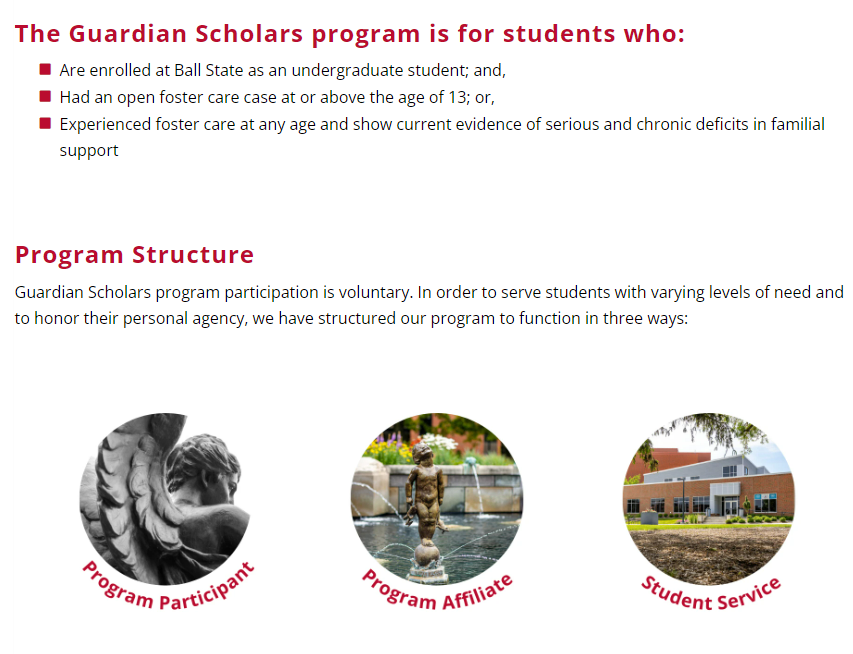 The Guardian Scholars program is for students who:
Are enrolled at Ball State as an undergraduate student; and,
Had an open foster care case at or above the age of 13; or,
Experienced foster care at any age and show current evidence of serious and chronic deficits in familial
support
Program Structure
Guardian Scholars program participation is voluntary. In order to serve students with varying levels of need and
to honor their personal agency, we have structured our program to function in three ways:
Program Participant
Program Affiliate
Student Service